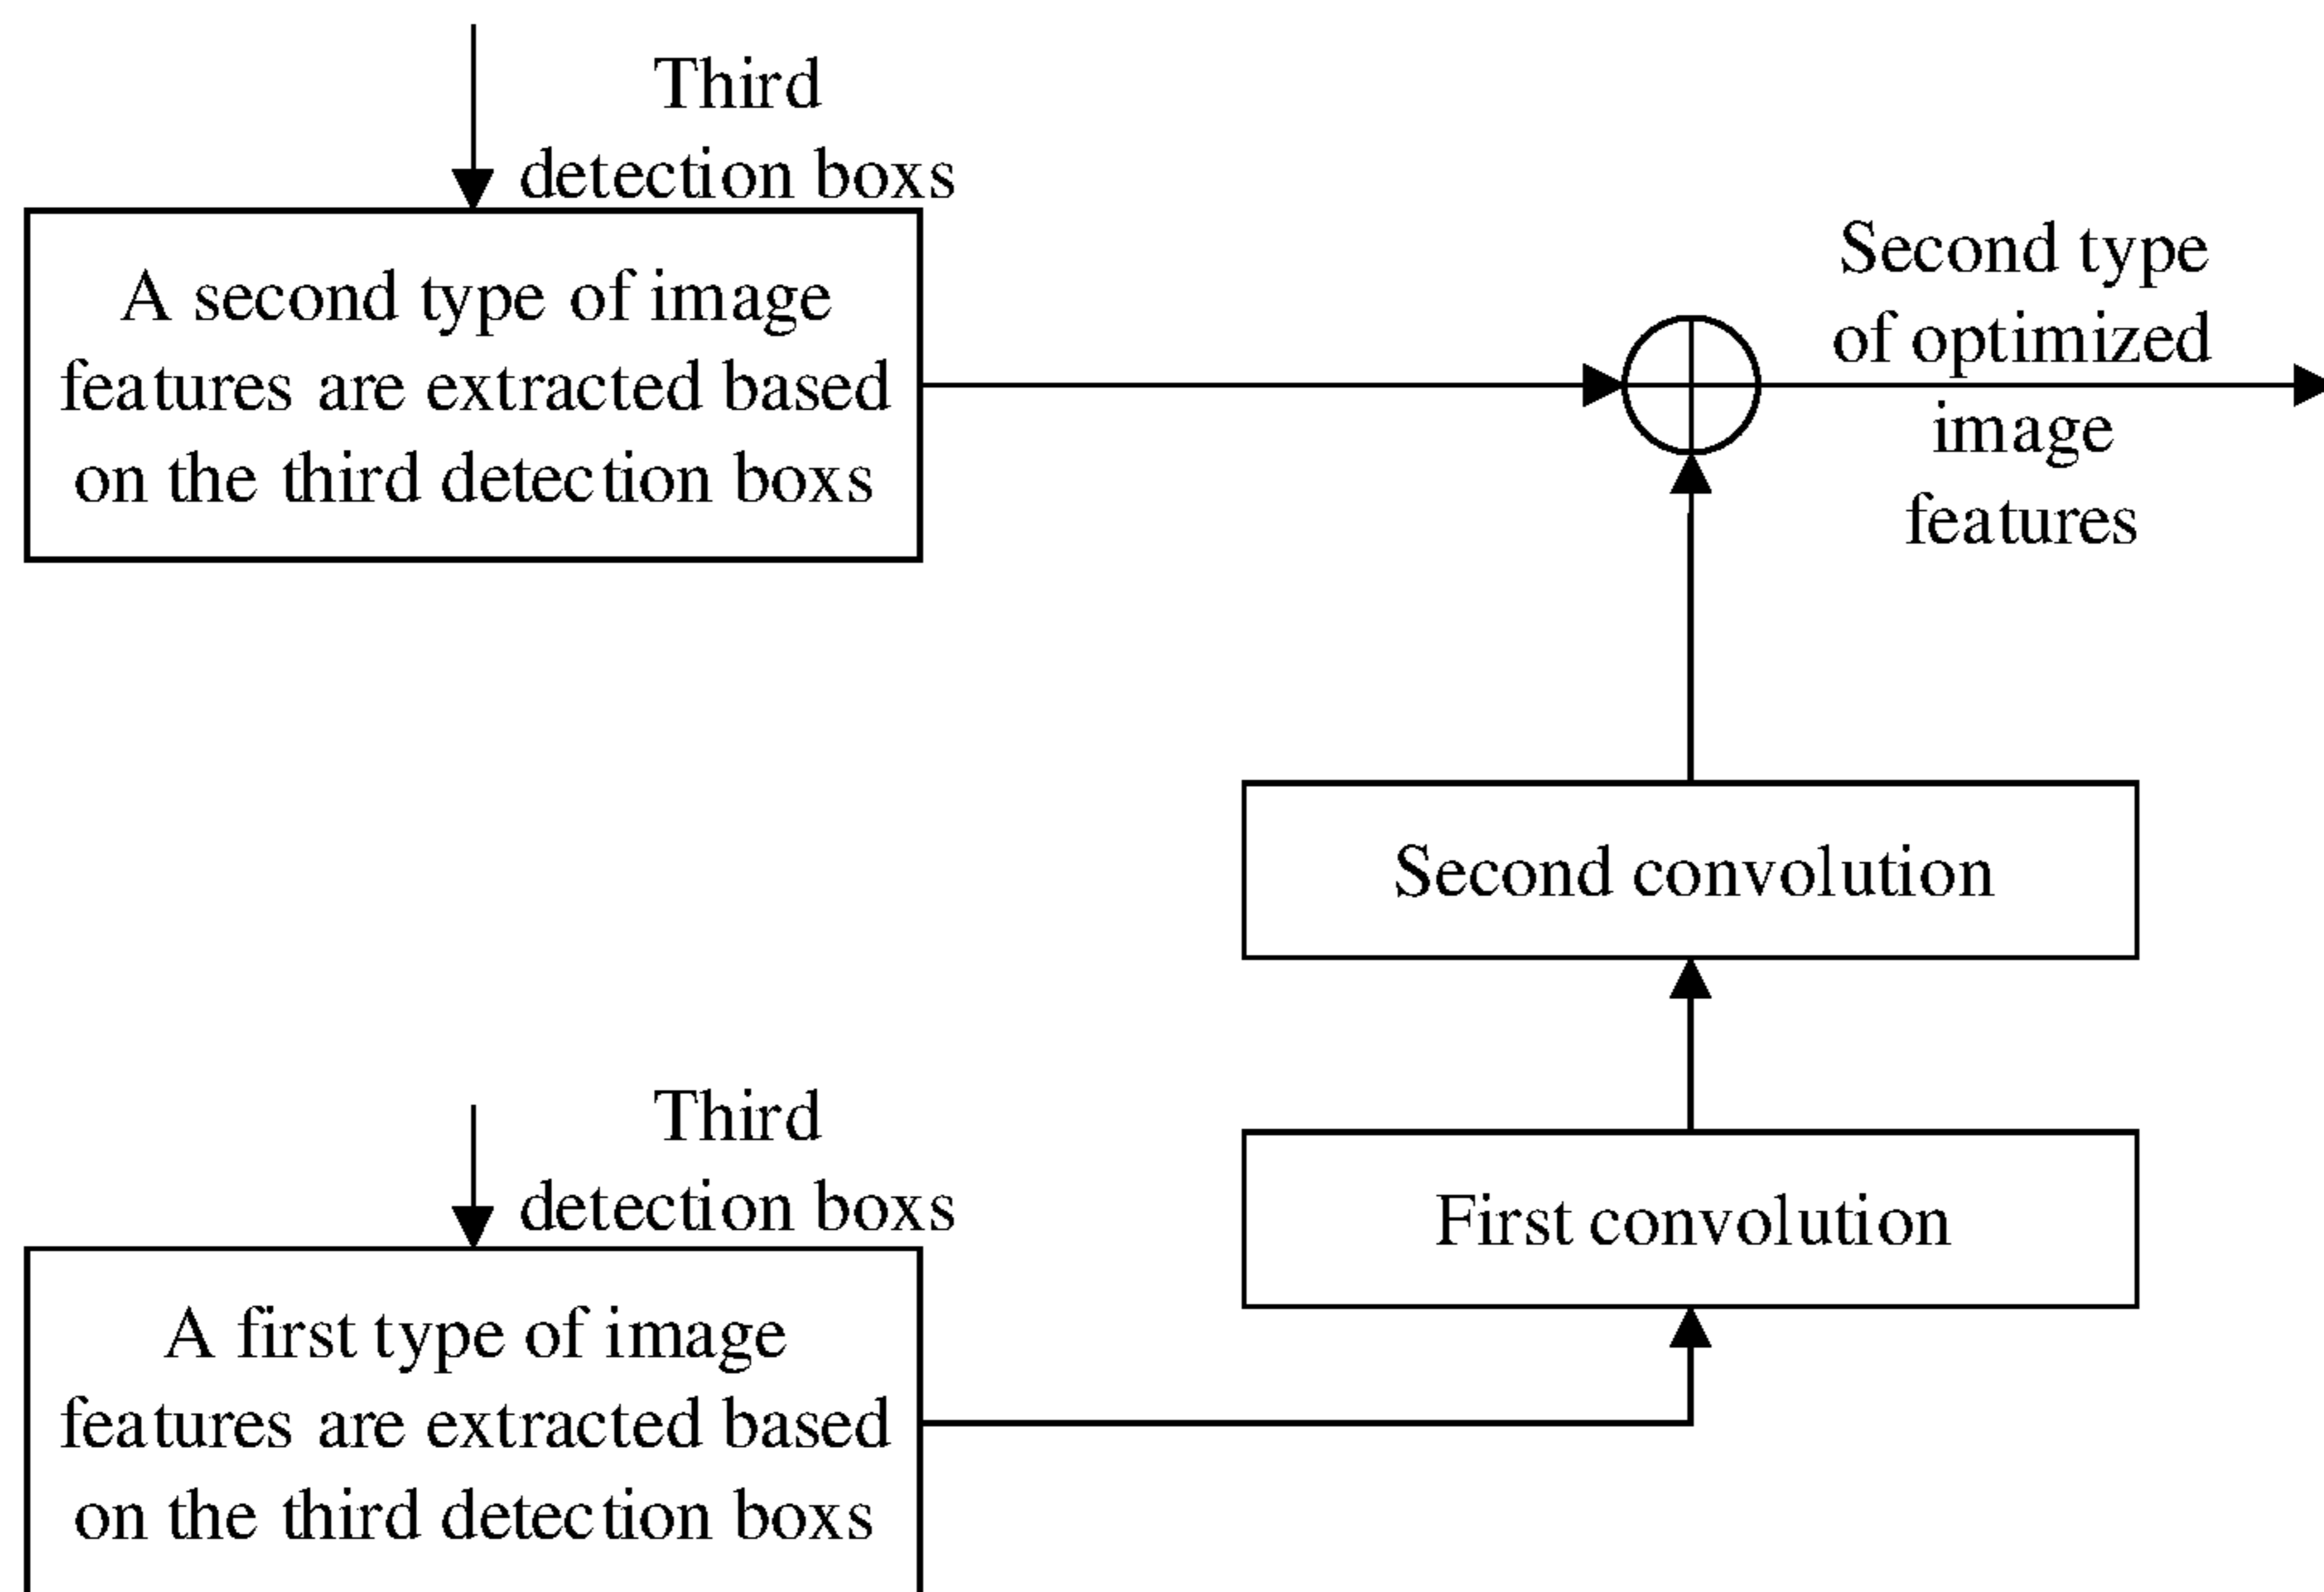 Third
detection boxs
A second type of image
features are extracted based
on the third detection boxs
Second type
of optimized
image
features
Second convolution
First convolution
Third
detection boxs
A first type of image
features are extracted based
on the third detection boxs